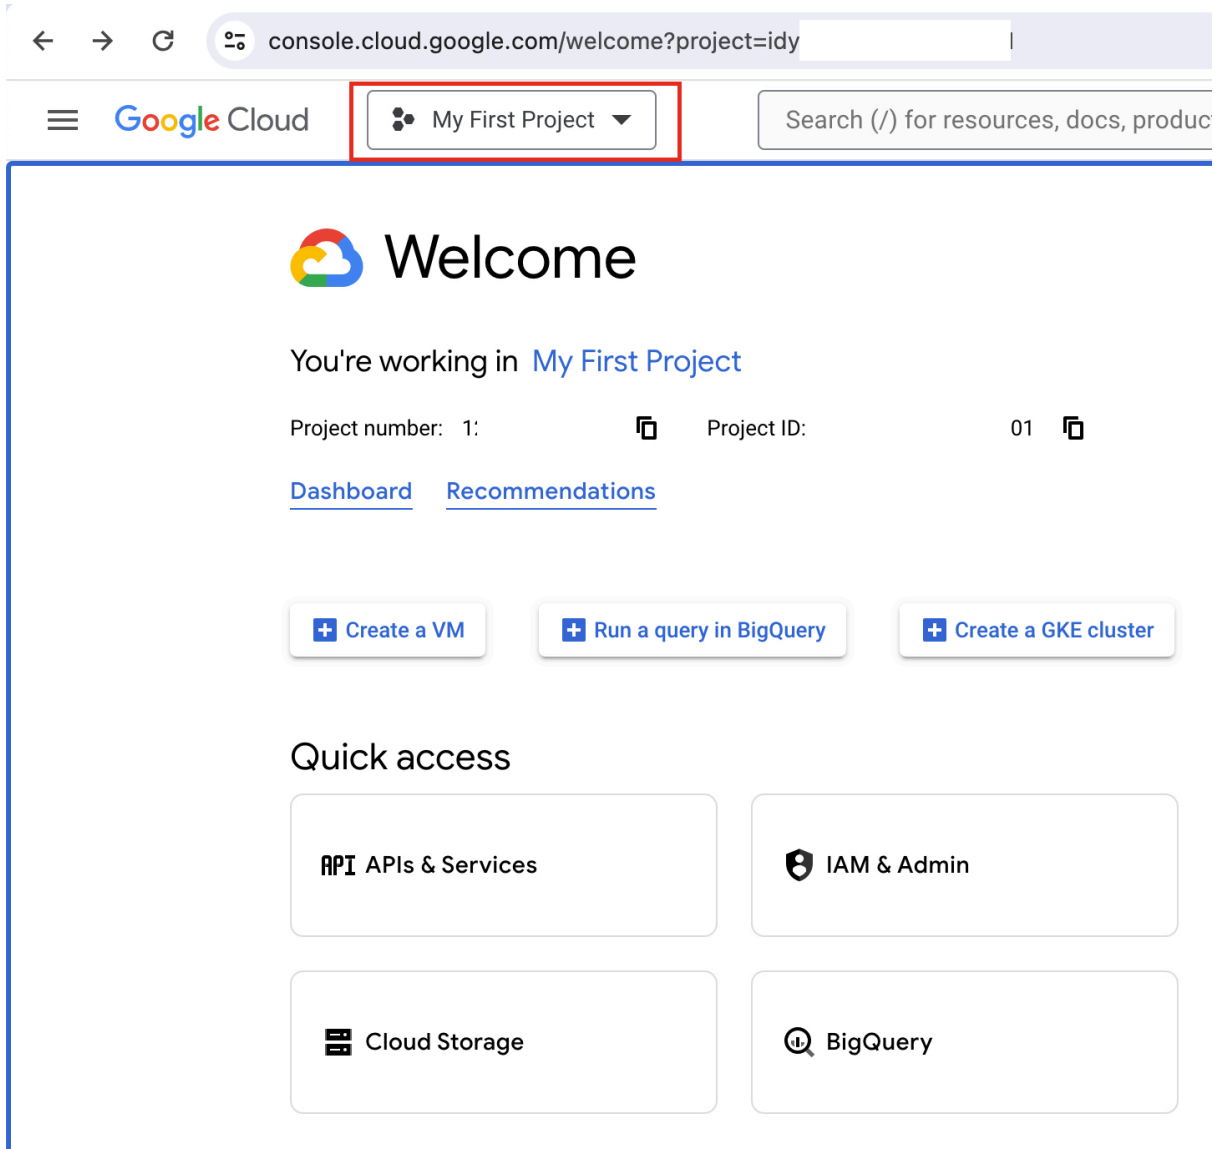 console.cloud.google.com/welcome?project=idy
Google Cloud
My First Project
Search (/) for resources, docs, produc
Welcome
You're working in My First Project
Project number: 12
Project ID: 01
Dashboard Recommendations
Create a VM Run a query in BigQuery Create a GKE cluster
Quick access
API APIs & Services
IAM & Admin
Cloud Storage
BigQuery